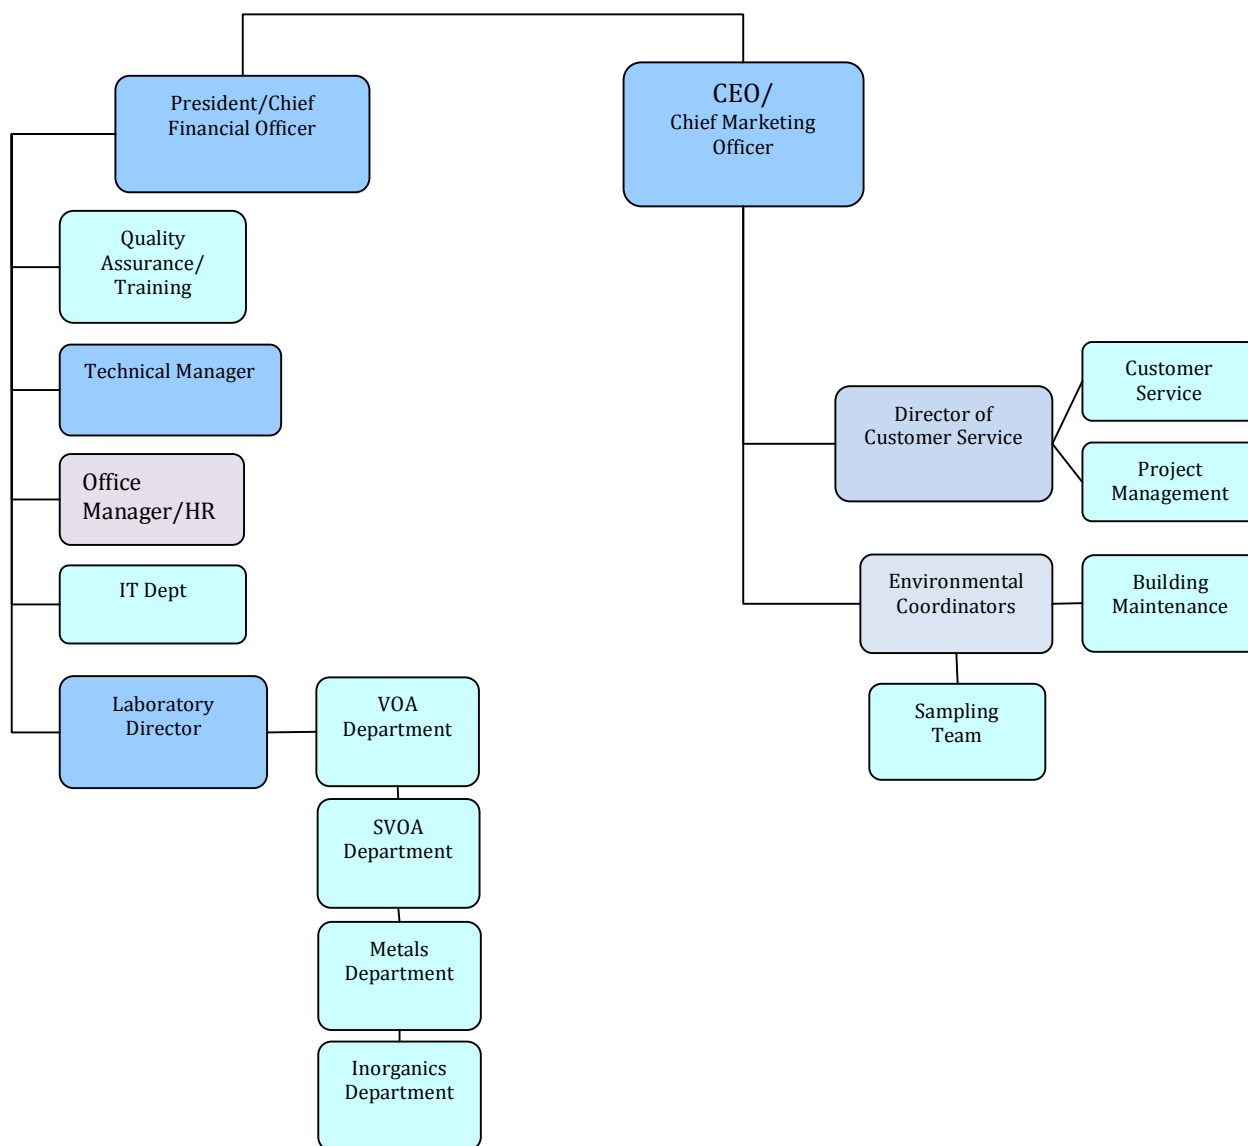 President/Chief
Financial Officer
CEO/
Chief Marketing
Officer
Quality
Assurance/
Training
Technical Manager
Office
Manager/HR
IT Dept
Laboratory
Director
VOA
Department
SVOA
Department
Metals
Department
Inorganics
Department
Director of
Customer Service
Customer
Service
Project
Management
Environmental
Coordinators
Building
Maintenance
Sampling
Team